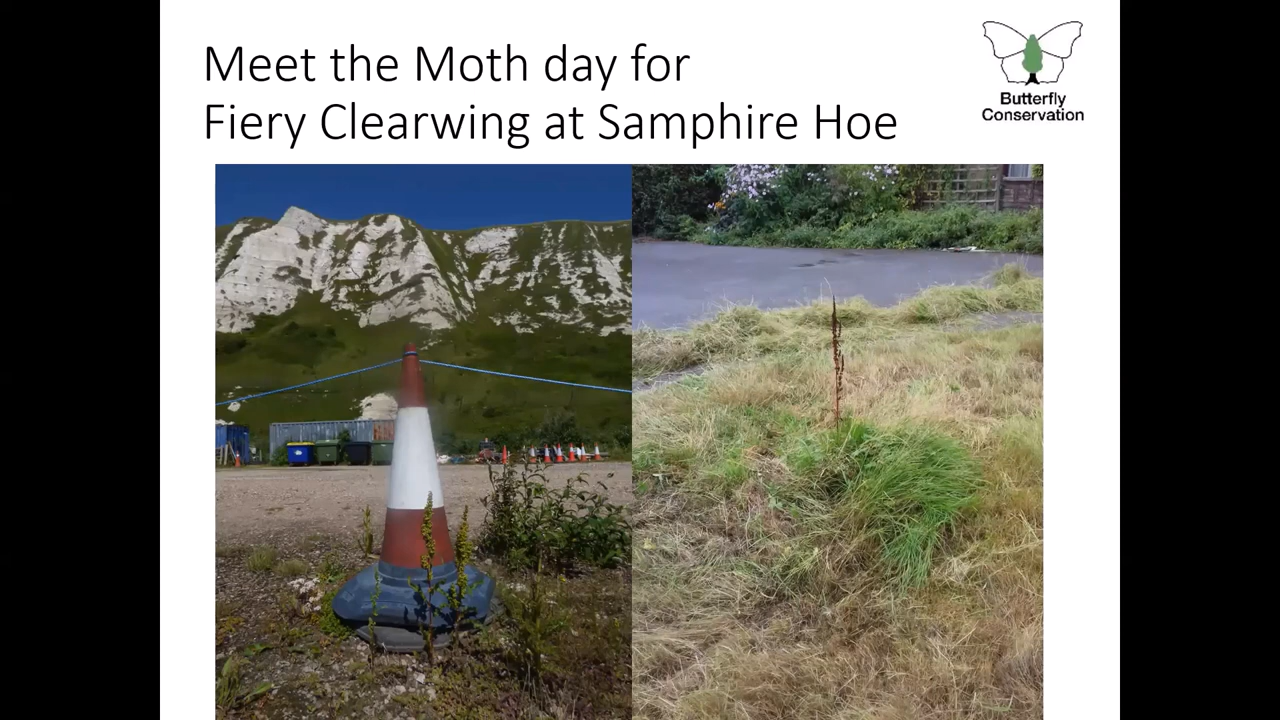 Meet the Moth day for
Fiery Clearwing at Samphire Hoe
Butterfly
Conservation